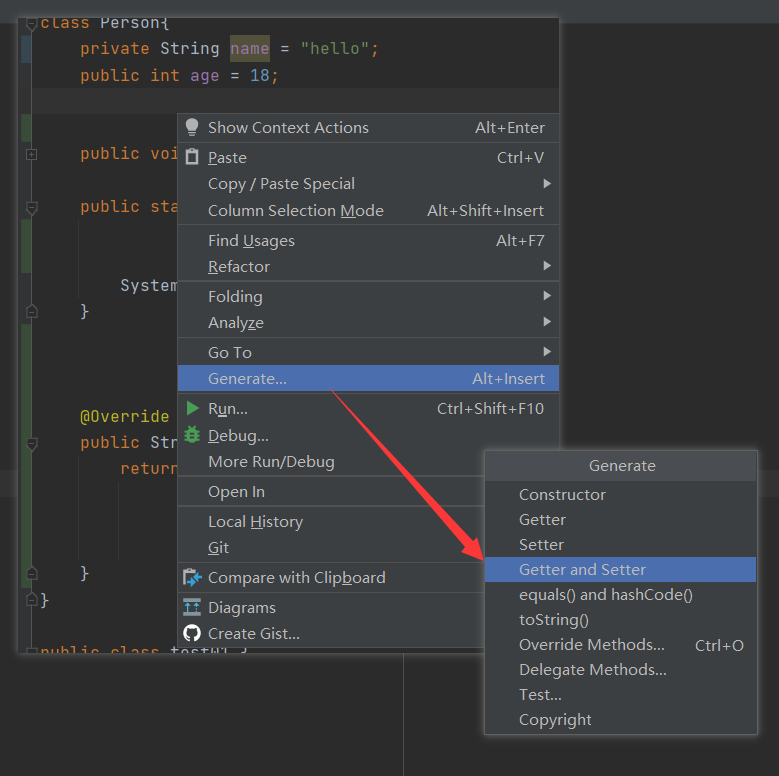 class Person{
private String name = "hello";
public int age = 18;
Show Context Actions Alt+Enter
public voi
Paste Ctrl+V
Copy / Paste Special
public sta
Column Selection Mode Alt+Shift+Insert
Find Usages Alt+F7
Refactor
System
Folding
}
Analyze
Go To
Generate... Alt+Insert
Run... Ctrl+Shift+F10
@Override
Debug...
public Str
More Run/Debug
return
Open In
Local History
Git
}
Compare with Clipboard
}
Diagrams
Create Gist...
public class test01 {
Generate
Constructor
Getter
Setter
Getter and Setter
equals() and hashCode()
toString()
Override Methods... Ctrl+O
Delegate Methods...
Test...
Copyright